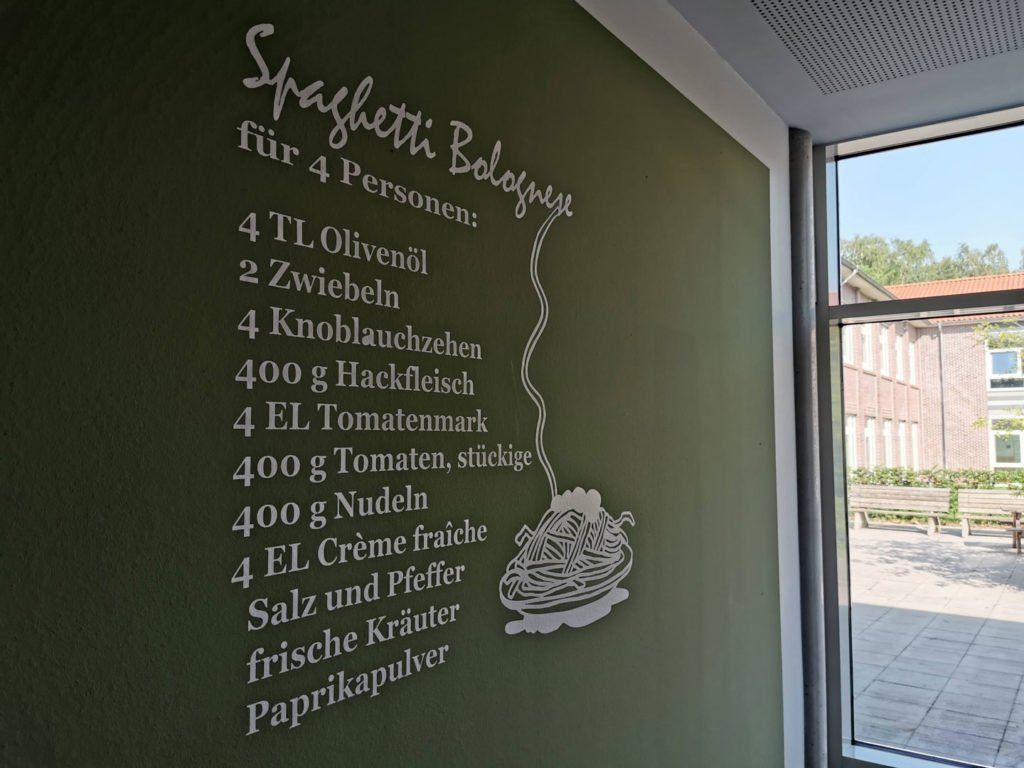 Spaghetti Bolognese
für 4 Personen:
4 TL Olivenöl
2 Zwiebeln
4 Knoblauchzehen
400 g Hackfleisch
4 EL Tomatenmark
400 g Tomaten, stückige
400 g Nudeln
4 EL Crème fraîche
Salz und Pfeffer
frische Kräuter
Paprikapulver